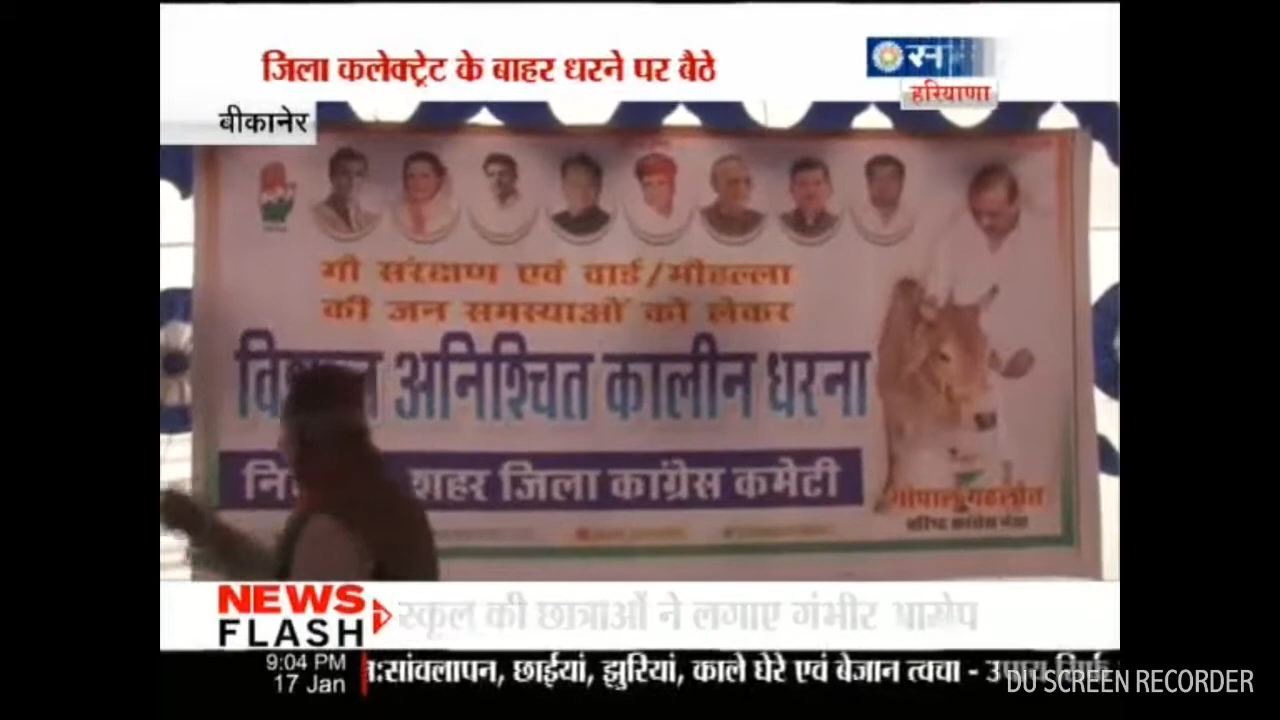 जिला कलेक्ट्रेट के बाहर धरने पर बैठे
हरियाणा
बीकानेर
गौ संरक्षण एवं वार्ड/मौहल्ला
की जन समस्याओं को लेकर
अनिश्चित कालीन धरना
शहर जिला कांग्रेस कमेटी
गोपाल गहलोत
वरिष्ठ कांग्रेस नेता
NEWS
FLASH
स्कूल की छात्राओं ने लगाए गंभीर आरोप
9:04 PM
17 Jan
:सांवलापन, छाईयां, झुरियां, काले घेरे एवं बेजान त्वचा -
DU SCREEN RECORDER